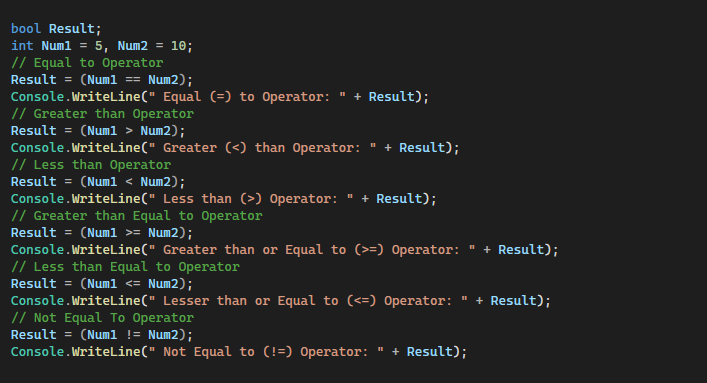 bool Result;
int Num1 = 5, Num2 = 10;
// Equal to Operator
Result = (Num1 == Num2);
Console.WriteLine(" Equal (=) to Operator: " + Result);
// Greater than Operator
Result = (Num1 > Num2);
Console.WriteLine(" Greater (<) than Operator: " + Result);
// Less than Operator
Result = (Num1 < Num2);
Console.WriteLine(" Less than (>) Operator: " + Result);
// Greater than Equal to Operator
Result = (Num1 >= Num2);
Console.WriteLine(" Greater than or Equal to (>=) Operator: " + Result);
// Less than Equal to Operator
Result = (Num1 <= Num2);
Console.WriteLine(" Lesser than or Equal to (<=) Operator: " + Result);
// Not Equal To Operator
Result = (Num1 != Num2);
Console.WriteLine(" Not Equal to (!=) Operator: " + Result);